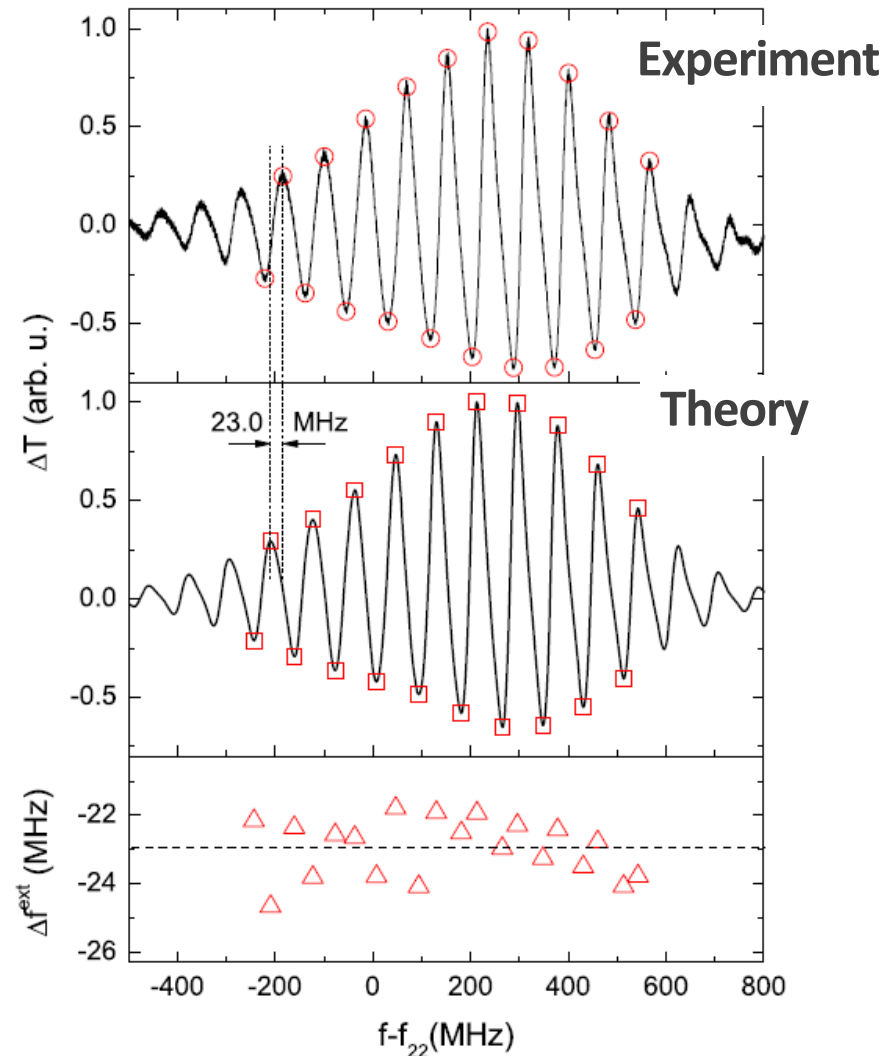 Experiment
1.0
0.5
0.0
-0.5
ΔT (arb. u.)
Theory
1.0
23.0 MHz
0.5
0.0
-0.5
Δf^ext (MHz)
-22
-24
-26
-400 -200 0 200 400 600 800
f-f₂₂(MHz)